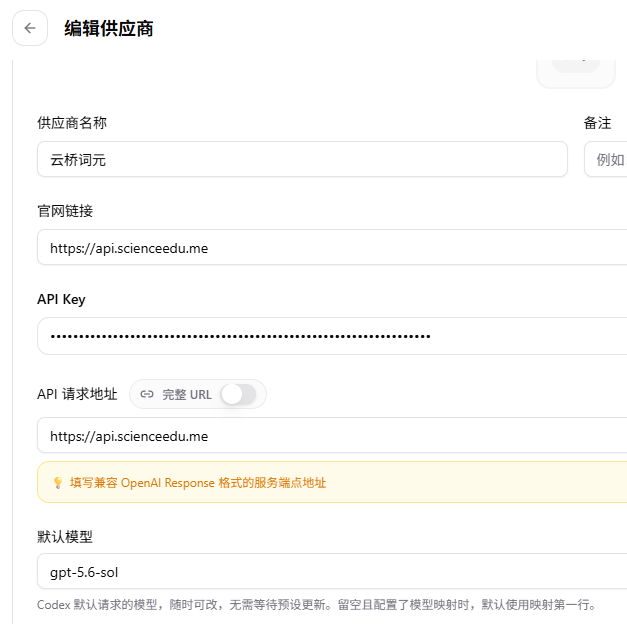 编辑供应商
供应商名称
备注
云桥词元
例如
官网链接
https://api.scienceedu.me
API Key
API 请求地址
完整 URL
https://api.scienceedu.me
填写兼容 OpenAI Response 格式的服务端点地址
默认模型
gpt-5.6-sol
Codex 默认请求的模型，随时可改，无需等待预设更新。留空且配置了模型映射时，默认使用映射第一行。